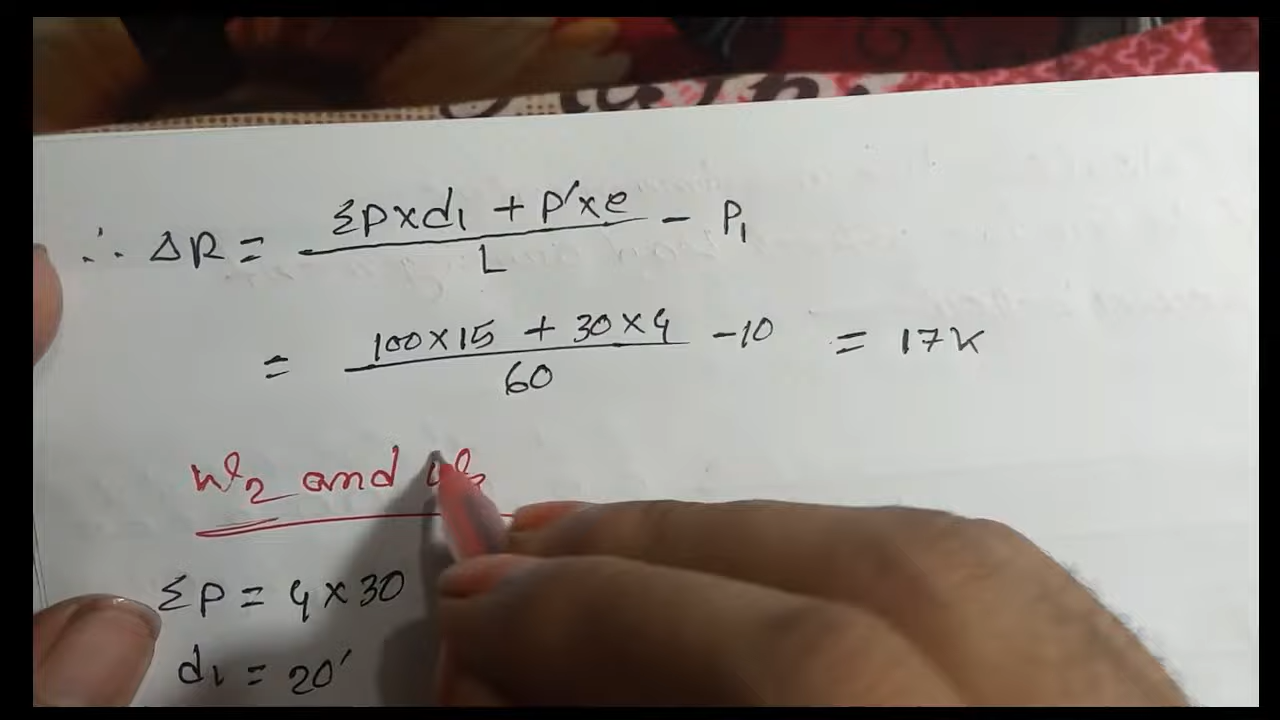 ∴ ΔR = (ΣP×d1 + P'×e) / L − P1
= (100×15 + 30×4) / 60 − 10 = 17K
W2 and
ΣP = 4×30
d1 = 20'